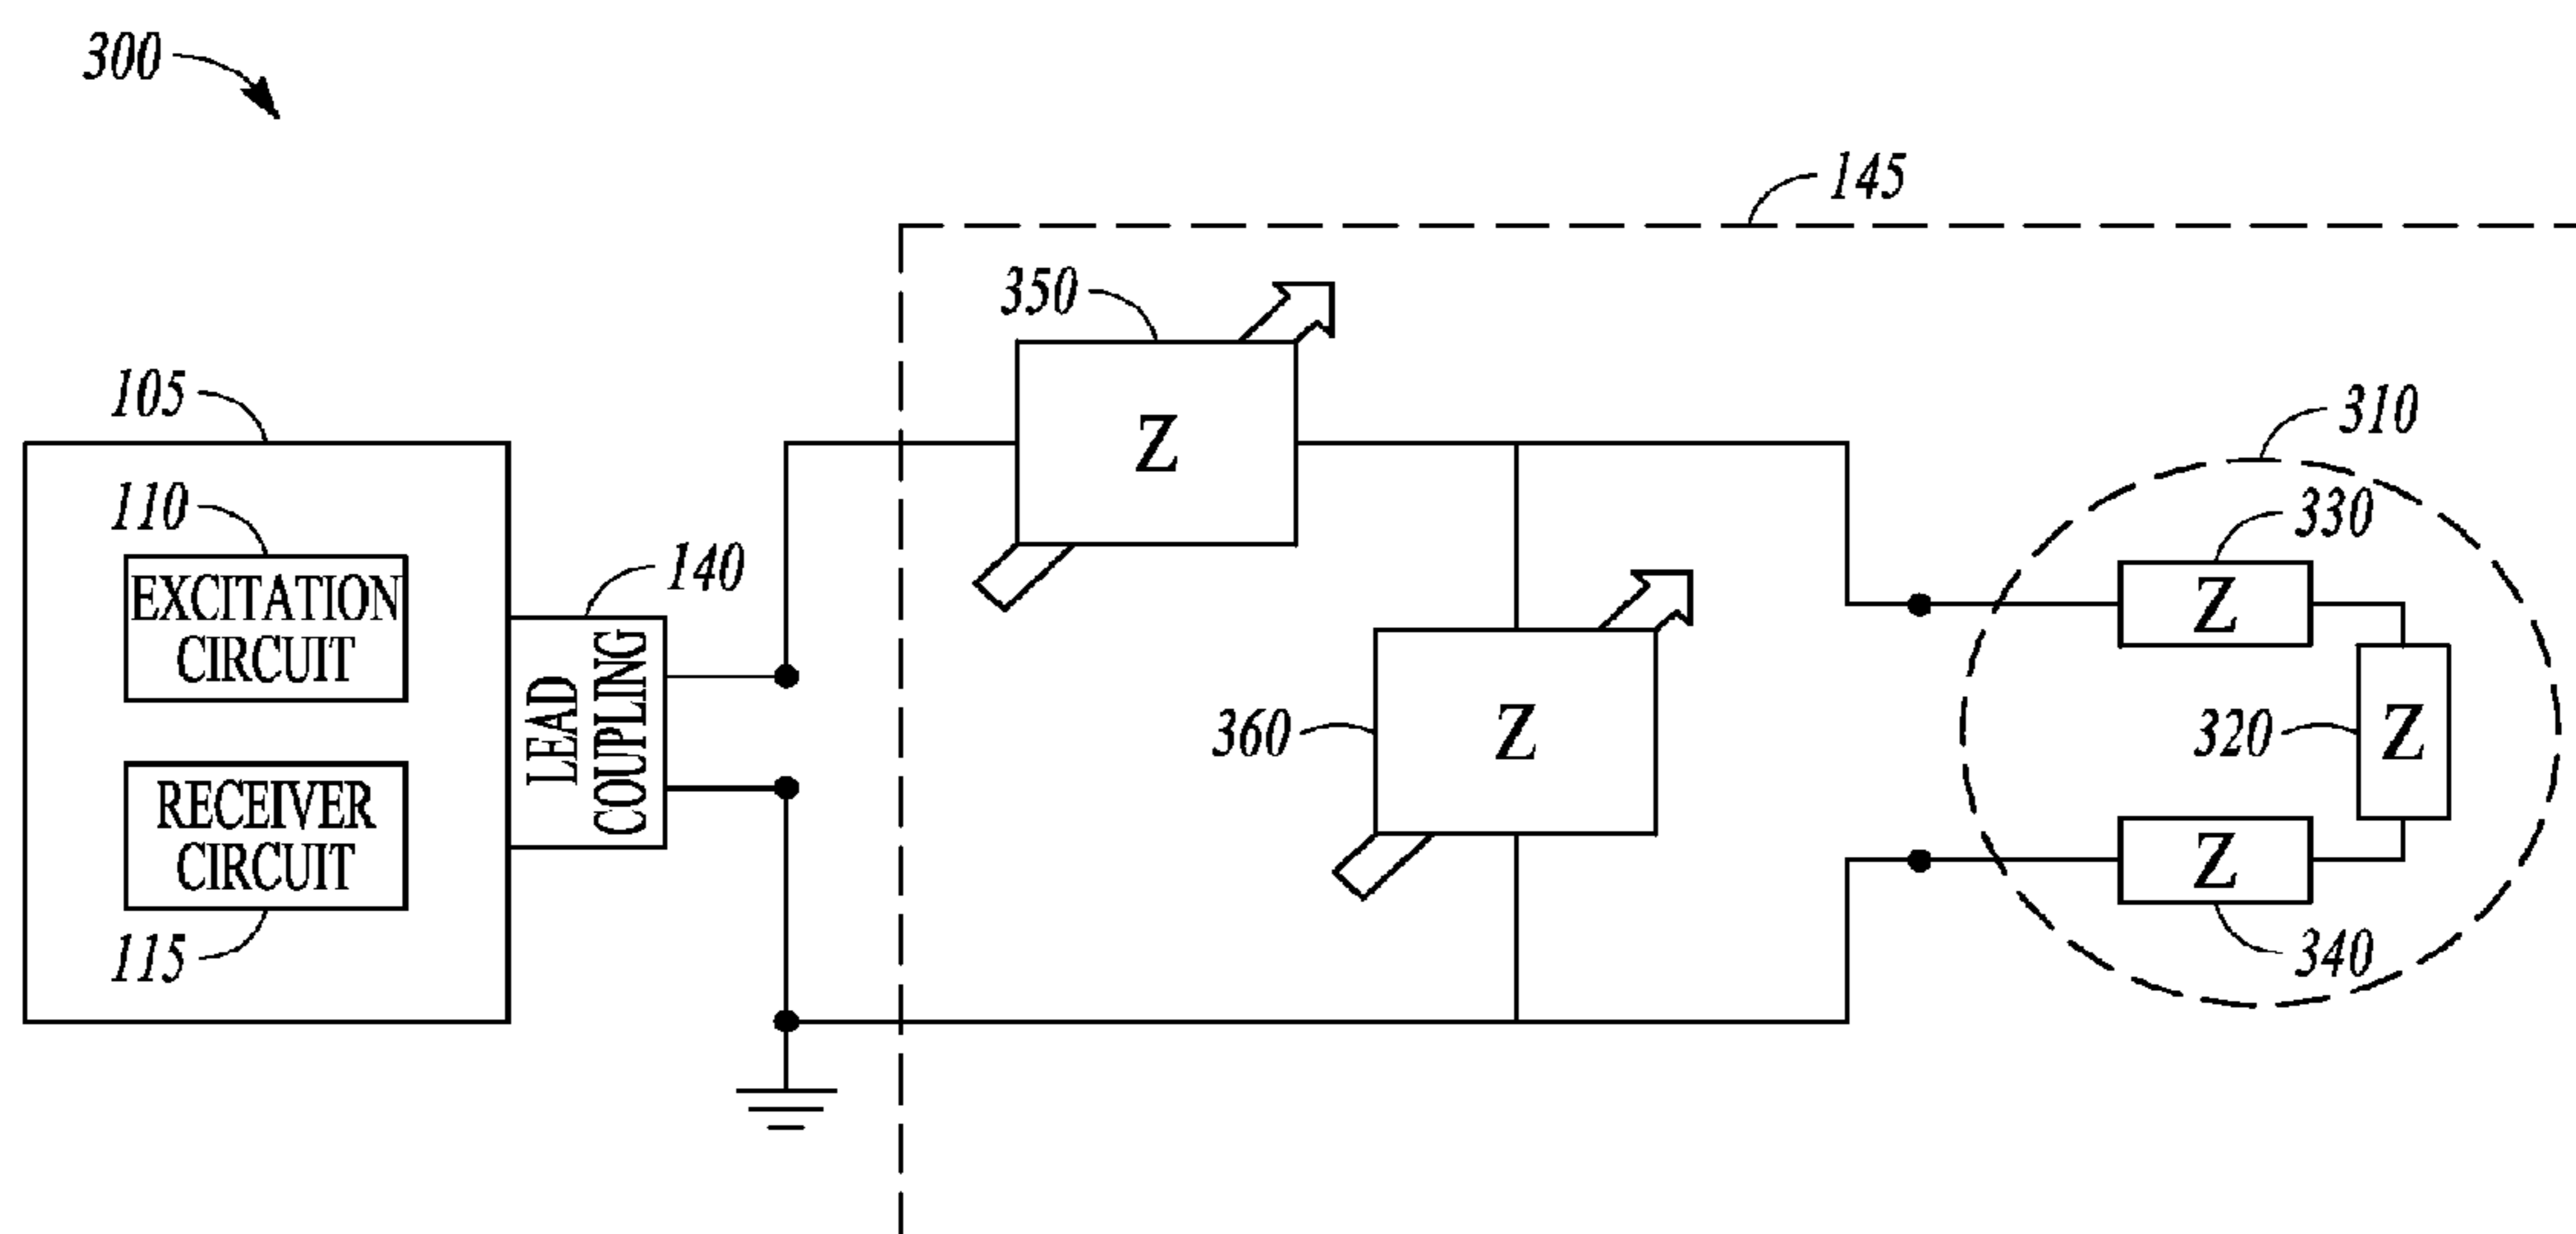 300
145
350
Z
105
310
110
330
EXCITATION
CIRCUIT
140
Z
LEAD
COUPLING
360
Z
320
Z
RECEIVER
CIRCUIT
Z
115
340